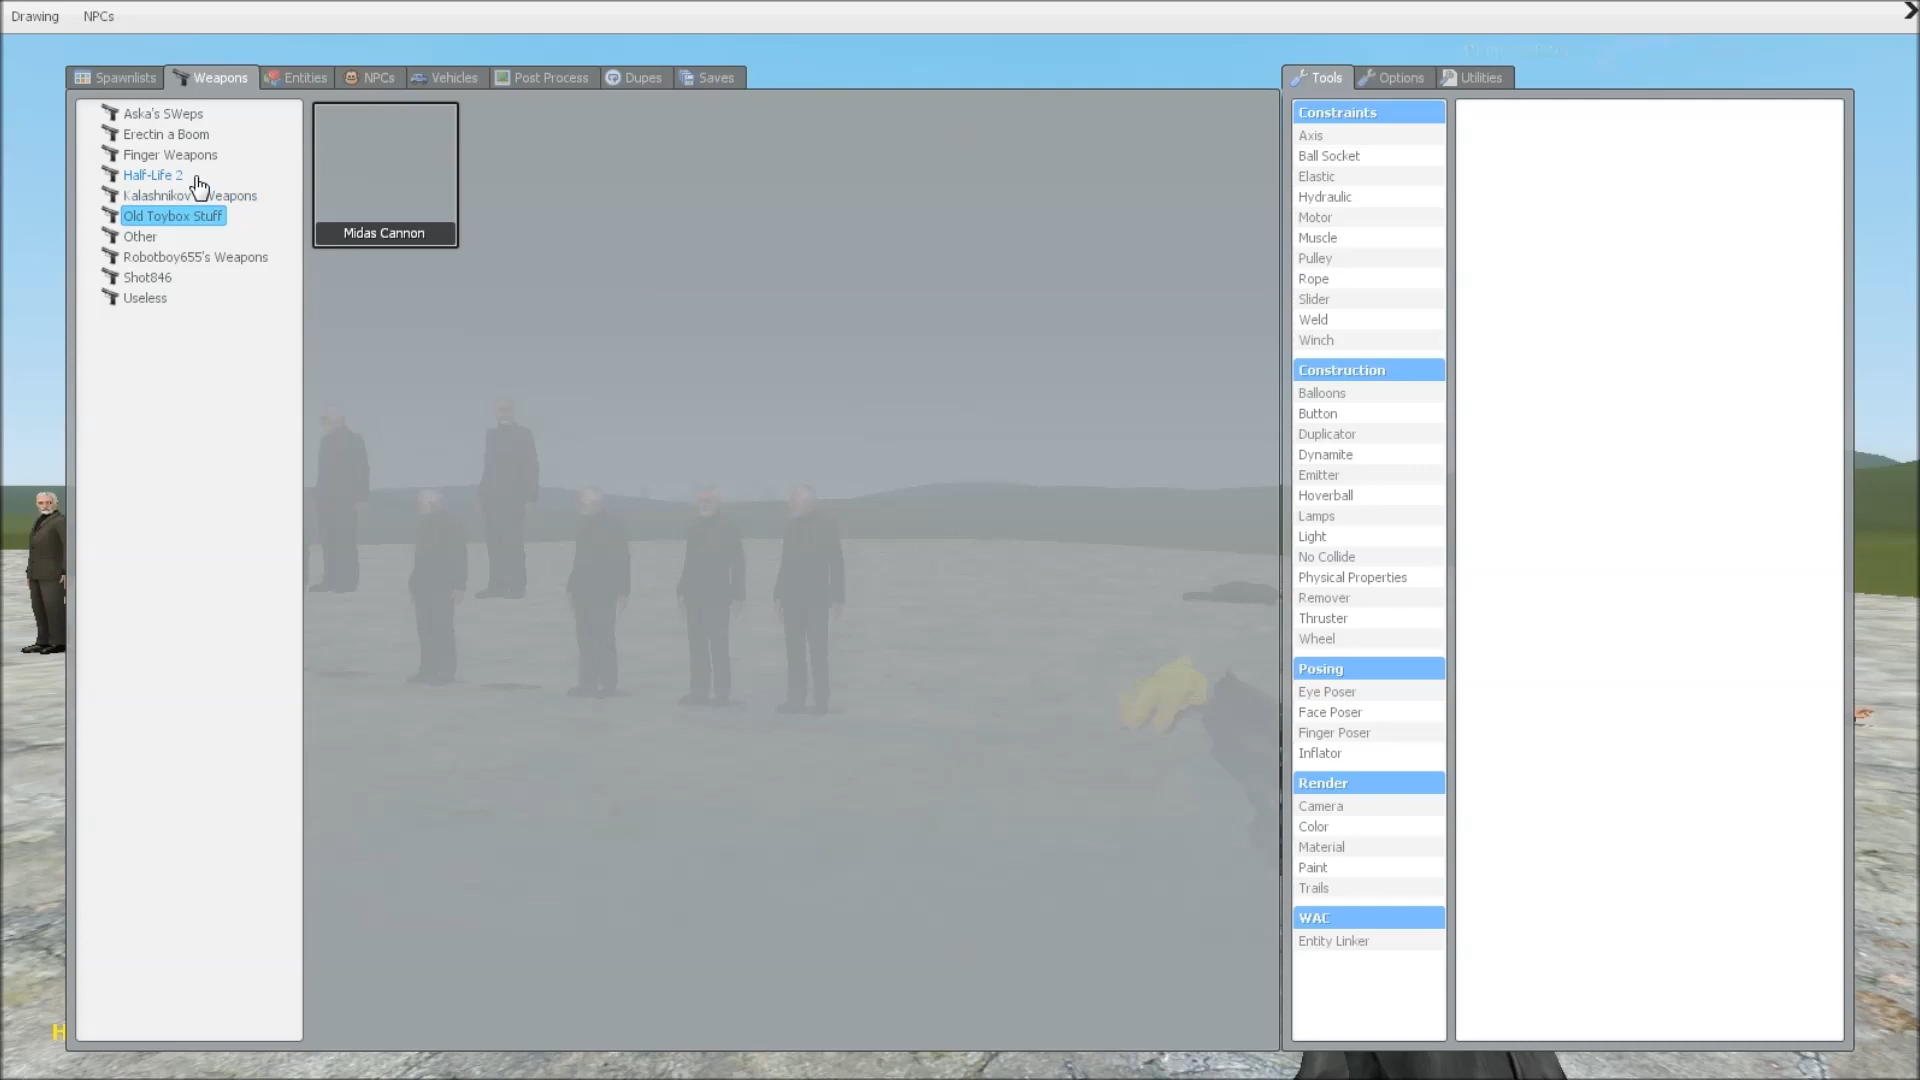 Drawing NPCs
Spawnlists Weapons Entities NPCs Vehicles Post Process Dupes Saves
Aska's SWeps
Erectin a Boom
Finger Weapons
Half-Life 2
Kalashnikov Weapons
Old Toybox Stuff
Other
Robotboy655's Weapons
Shot846
Useless
Midas Cannon
Tools Options Utilities
Constraints
Axis
Ball Socket
Elastic
Hydraulic
Motor
Muscle
Pulley
Rope
Slider
Weld
Winch
Construction
Balloons
Button
Duplicator
Dynamite
Emitter
Hoverball
Lamps
Light
No Collide
Physical Properties
Remover
Thruster
Wheel
Posing
Eye Poser
Face Poser
Finger Poser
Inflator
Render
Camera
Color
Material
Paint
Trails
WAC
Entity Linker
H